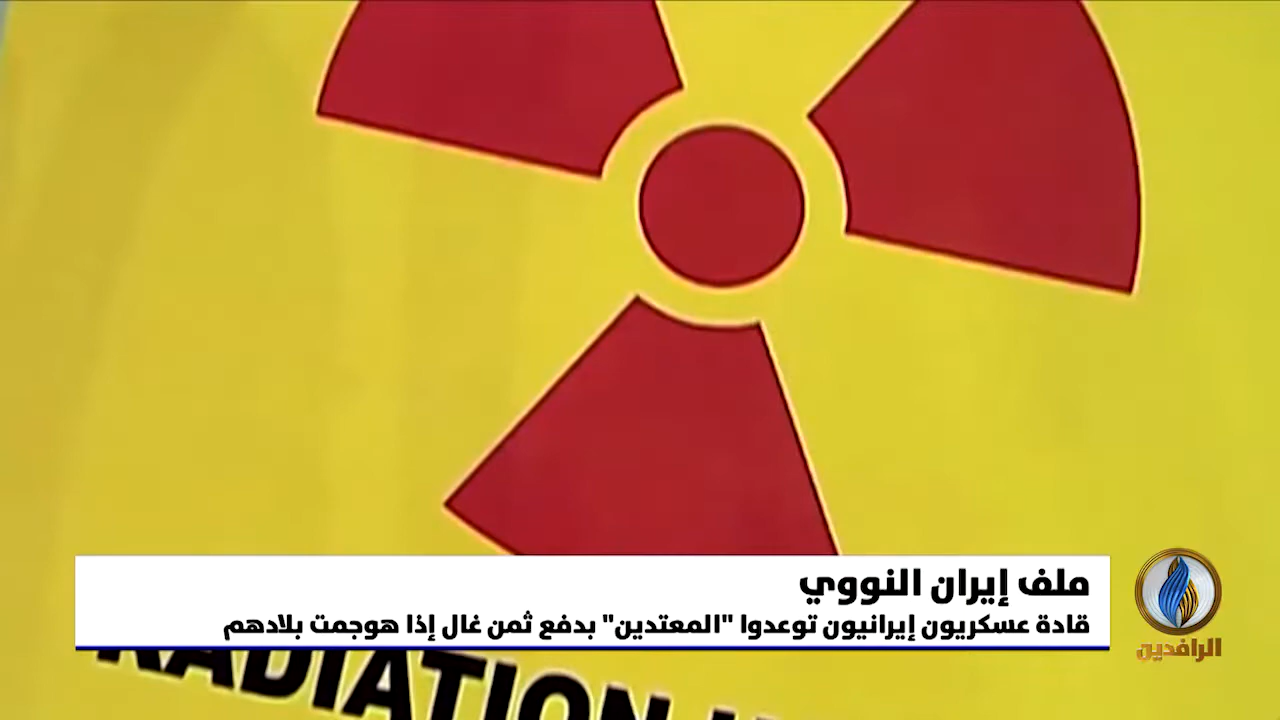 ملف إيران النووي
قادة عسكريون إيرانيون توعدوا "المعتدين" بدفع ثمن غال إذا هوجمت بلادهم
الرافدين
RADIATION